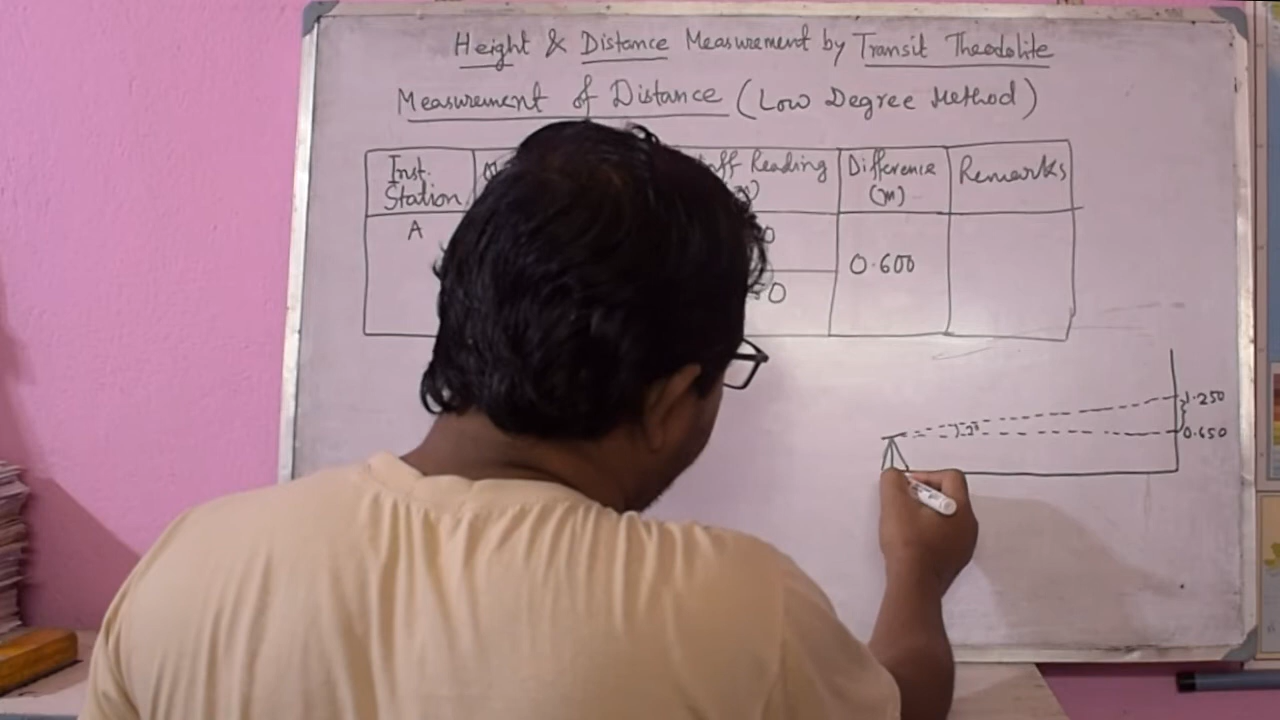 Height & Distance Measurement by Transit Theodolite
Measurement of Distance (Low Degree Method)
Inst. Station Reading Difference (m) Remarks
A
0.600
1.250
2°
0.650